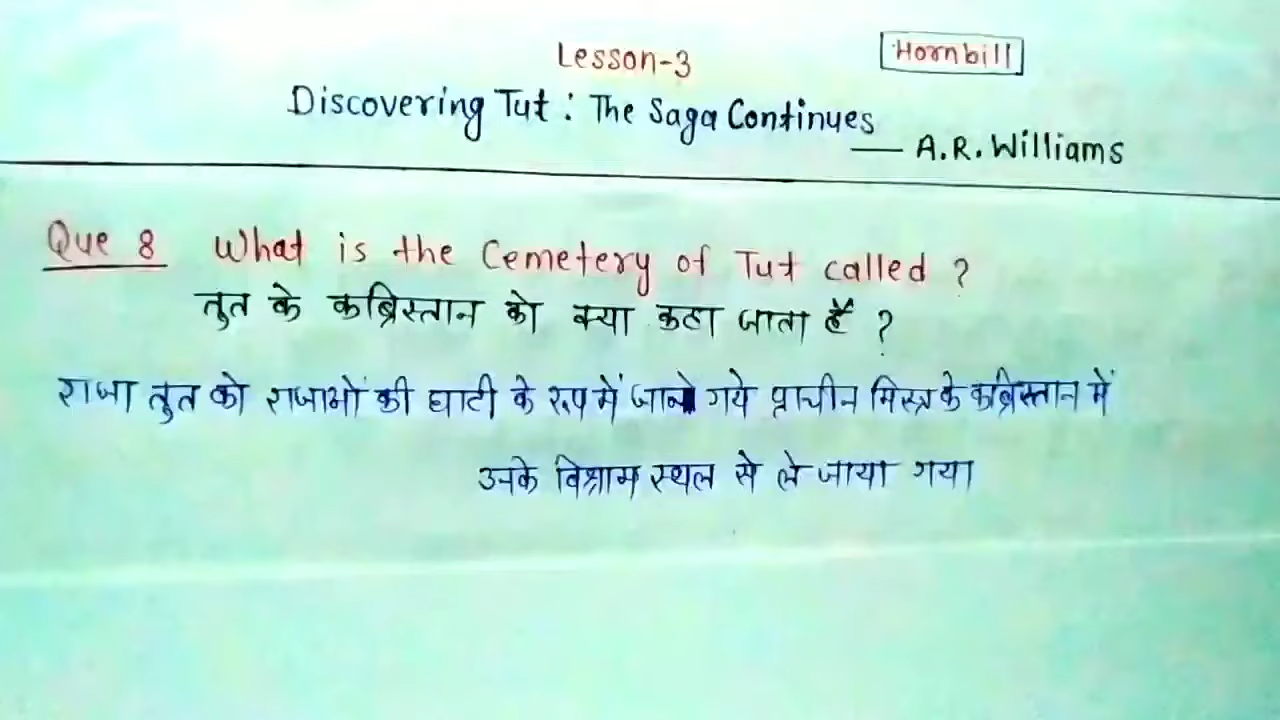 Lesson-3
Hornbill
Discovering Tut : The Saga Continues
— A.R. Williams
Que 8 What is the Cemetery of Tut called ?
तुत के कब्रिस्तान को क्या कहा जाता है ?
राजा तुत को राजाओं की घाटी के रूप में जाने गये प्राचीन मिस्त्र के कब्रिस्तान में
उनके विश्राम स्थल से ले जाया गया